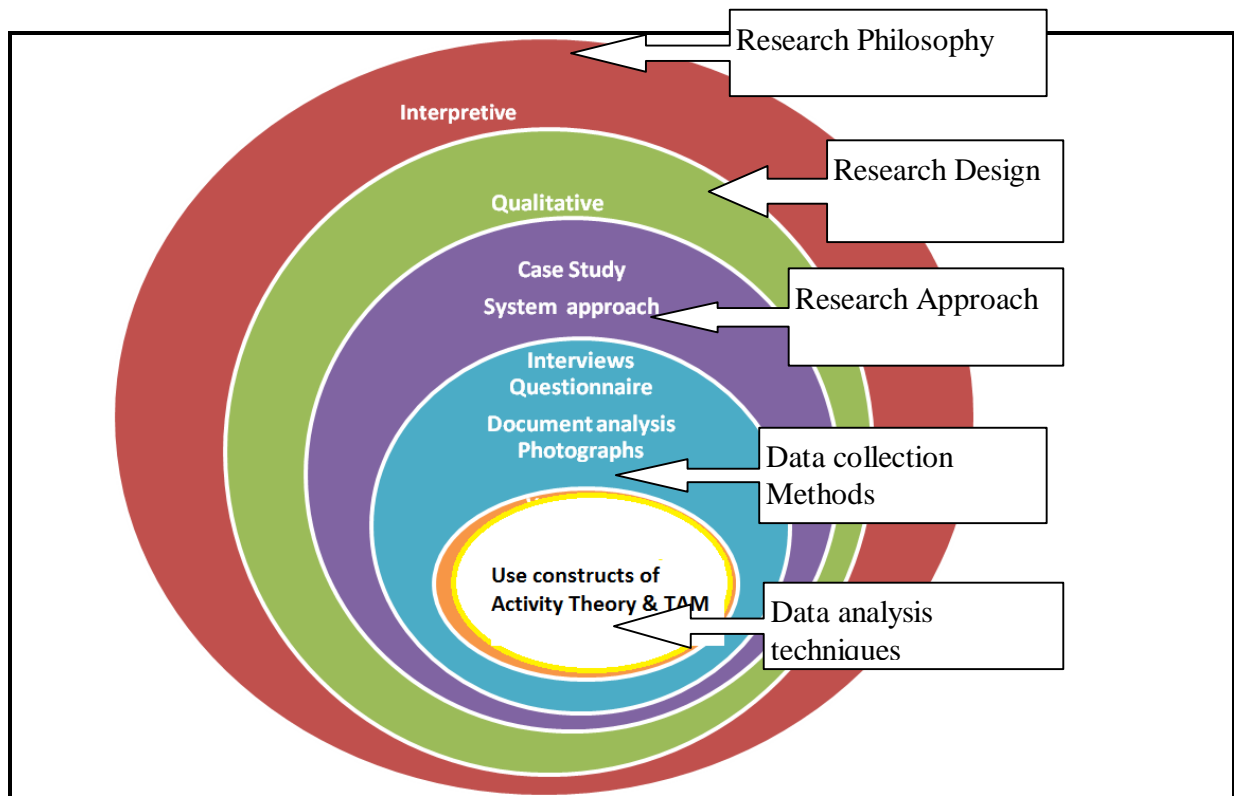 Research Philosophy
Interpretive
Research Design
Qualitative
Case Study
System approach
Research Approach
Interviews
Questionnaire
Document analysis
Photographs
Data collection
Methods
Use constructs of
Activity Theory & TAM
Data analysis
techniques